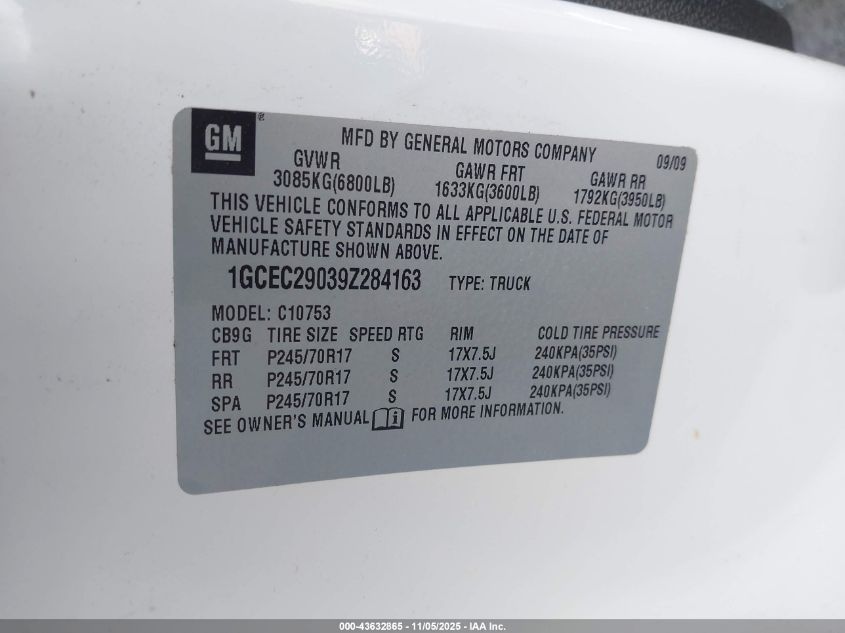 GM ®
MFD BY GENERAL MOTORS COMPANY 09/09
GVWR GAWR FRT GAWR RR
3085KG(6800LB) 1633KG(3600LB) 1792KG(3950LB)
THIS VEHICLE CONFORMS TO ALL APPLICABLE U.S. FEDERAL MOTOR
VEHICLE SAFETY STANDARDS IN EFFECT ON THE DATE OF
MANUFACTURE SHOWN ABOVE.
1GCEC29039Z284163 TYPE: TRUCK
MODEL: C10753
CB9G TIRE SIZE SPEED RTG RIM COLD TIRE PRESSURE
FRT P245/70R17 S 17X7.5J 240KPA(35PSI)
RR P245/70R17 S 17X7.5J 240KPA(35PSI)
SPA P245/70R17 S 17X7.5J 240KPA(35PSI)
SEE OWNER'S MANUAL i FOR MORE INFORMATION.
000-43632865 - 11/05/2025 - IAA Inc.